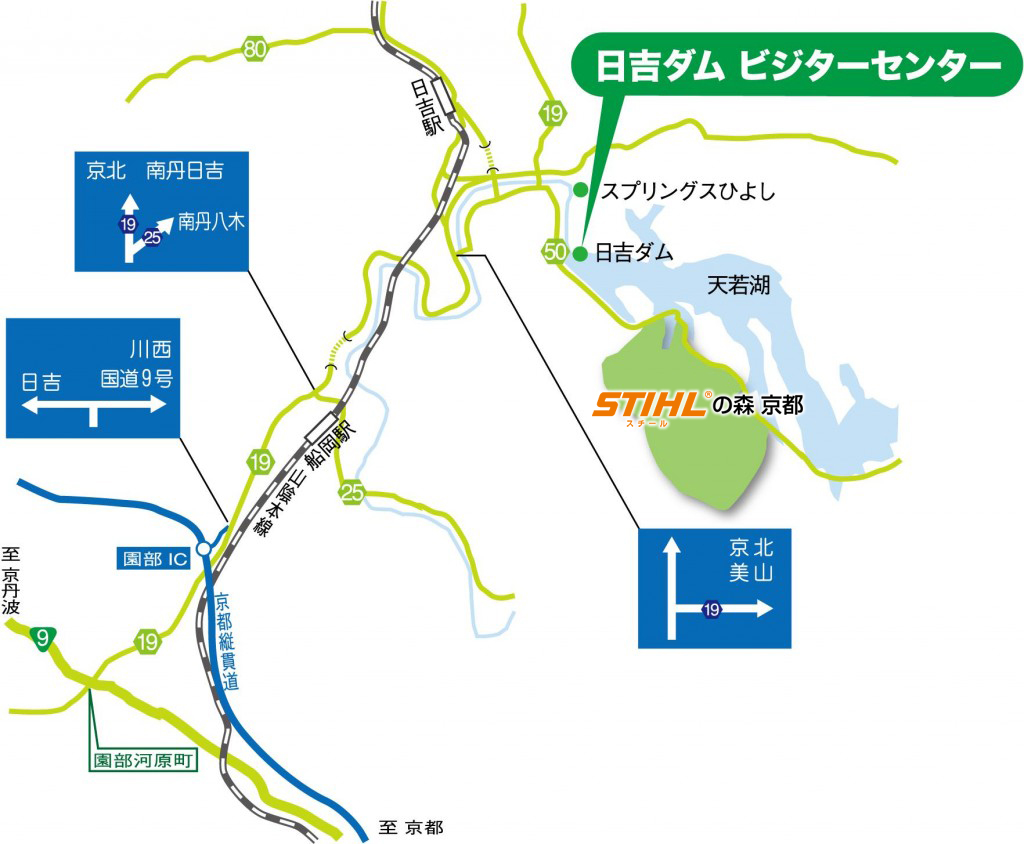 80
日吉駅
19
日吉ダム ビジターセンター
京北 南丹日吉
南丹八木
19
25
スプリングスひよし
50
日吉ダム
天若湖
川西
日吉
国道9号
STIHL®の森 京都
スチール
船岡駅
19
山陰本線
25
園部 IC
京北
美山
19
至 京丹波
9
19
京都縦貫道
園部河原町
至 京都